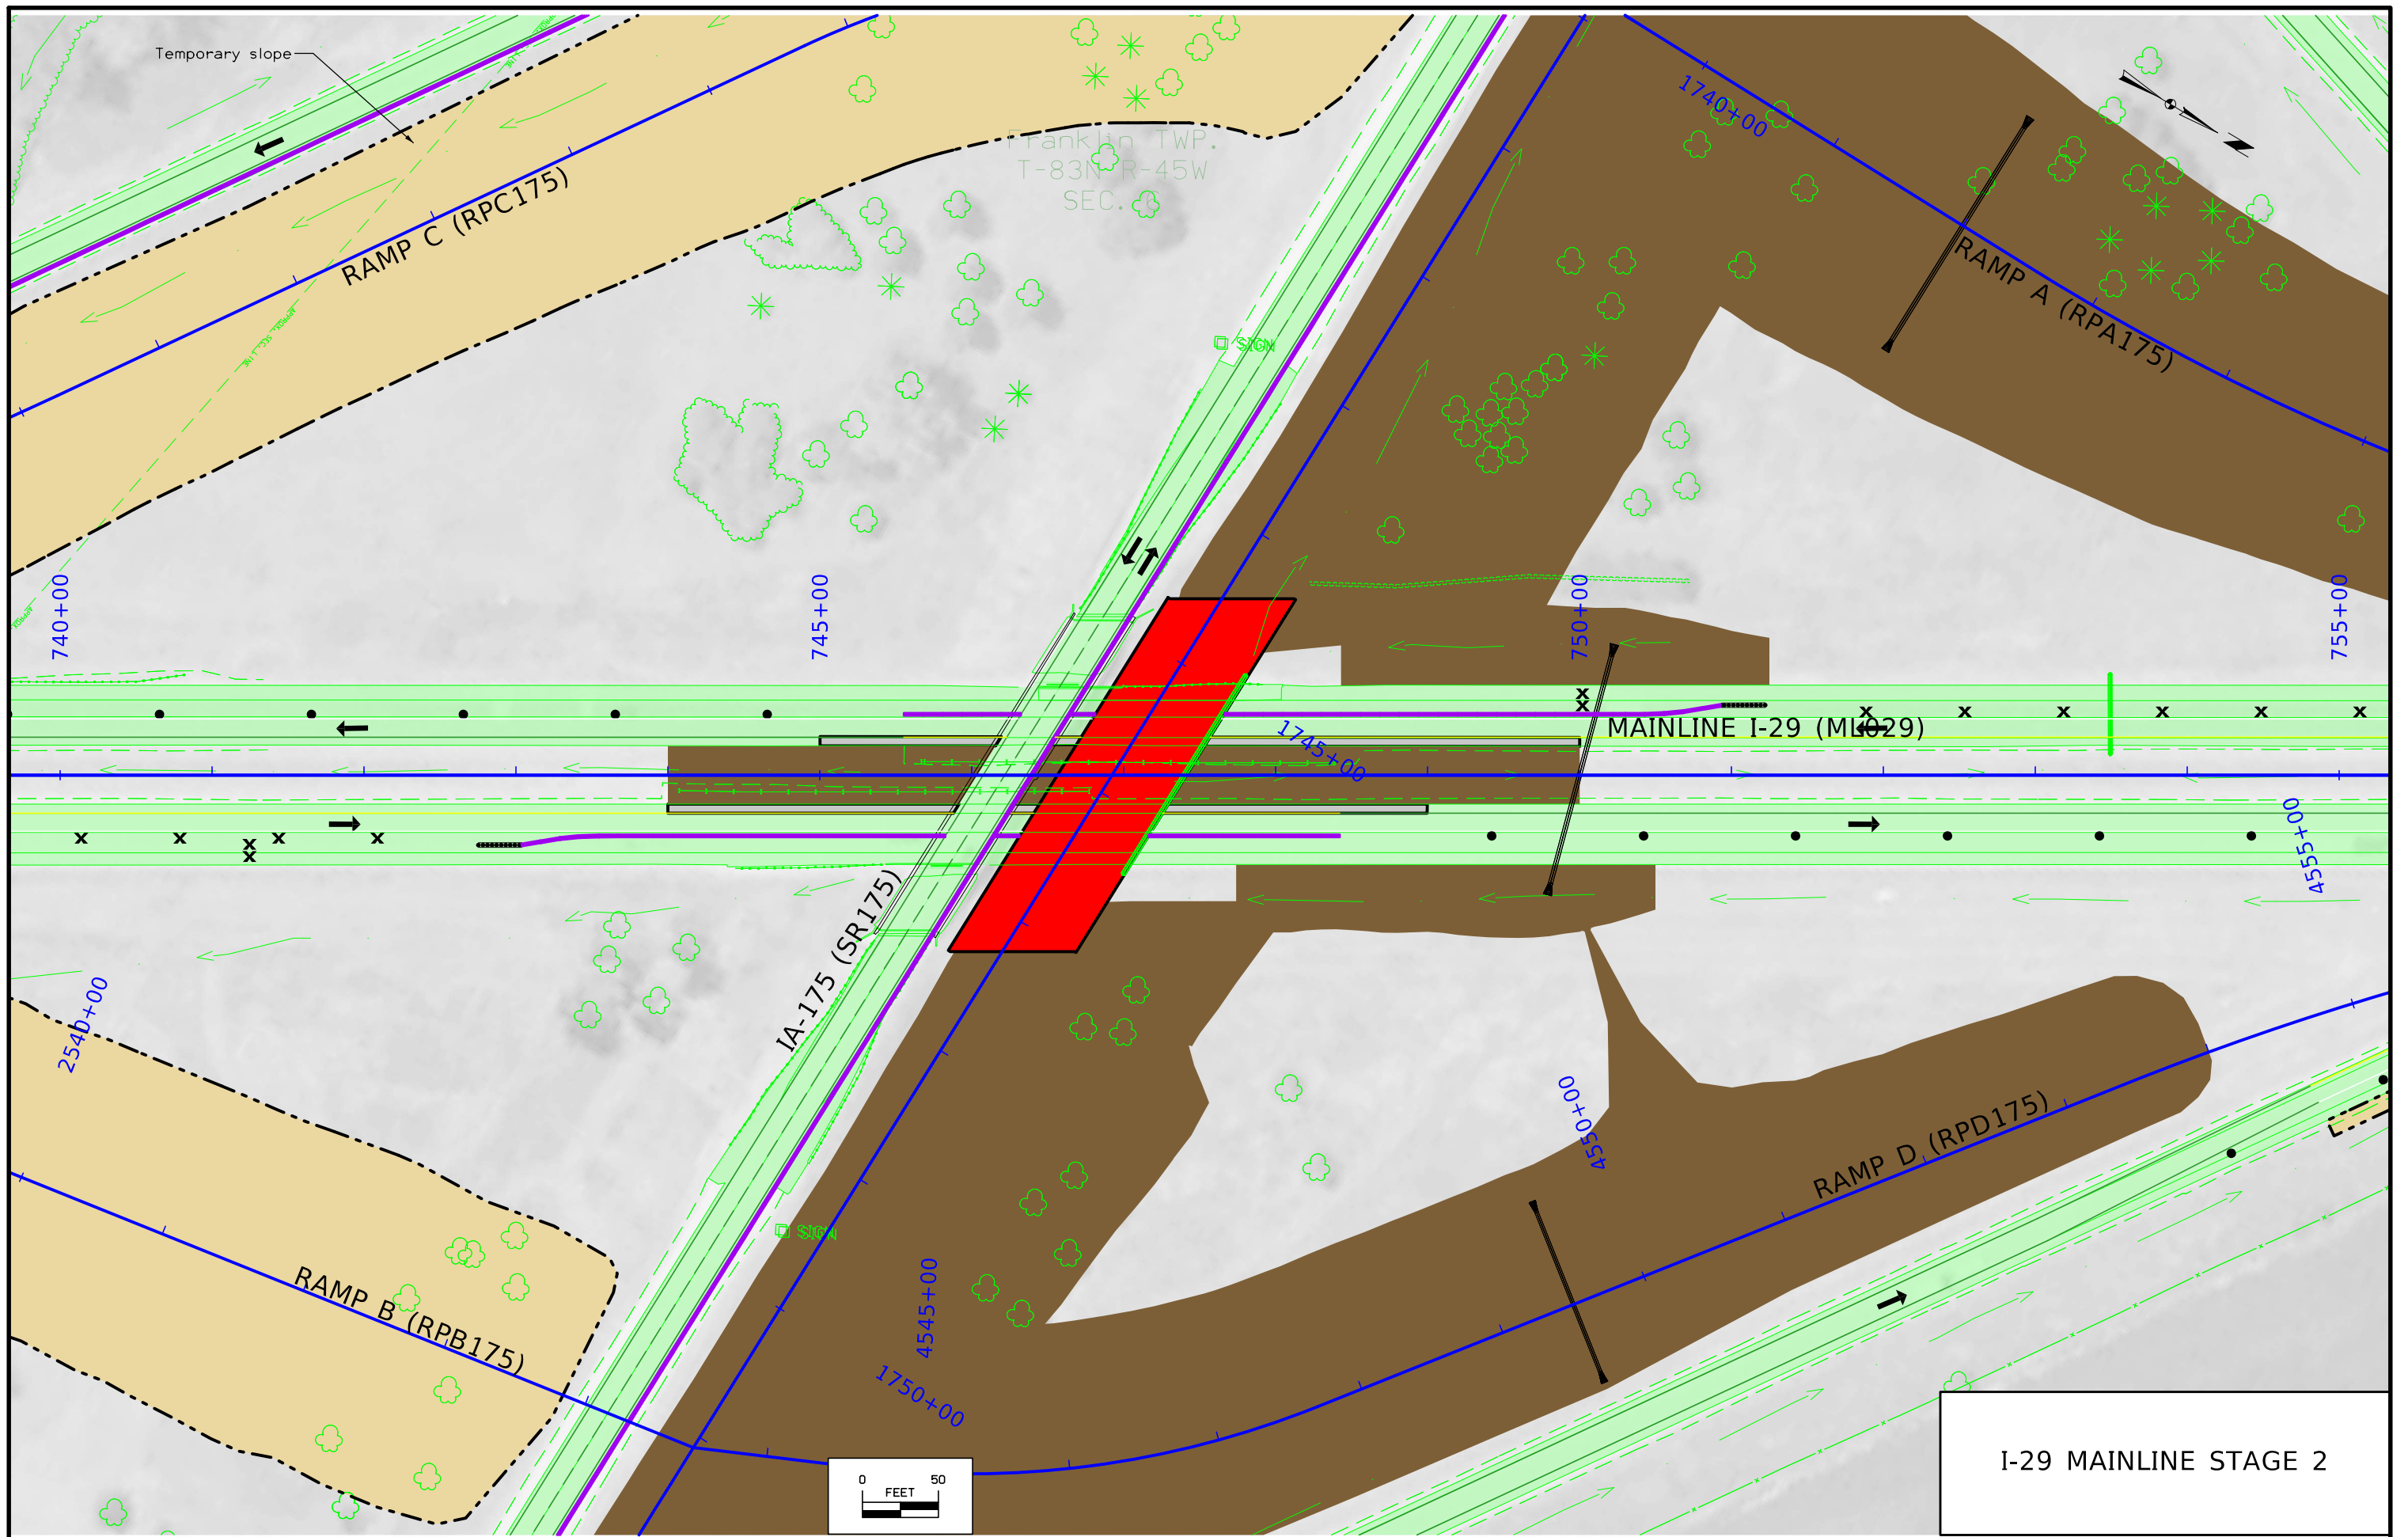 Temporary slope
RAMP C (RPC175)
Franklin TWP.
T-83N R-45W
SEC.
1740+00
N
RAMP A (RPA175)
SIGN
740+00
745+00
750+00
755+00
1745+00
MAINLINE I-29 (ML029)
X
X
X
X
X
X
X
X
X
X
X
X
X
X
IA-175 (SR175)
4555+00
2540+00
4550+00
RAMP D (RPD175)
SIGN
RAMP B (RPB175)
4545+00
1750+00
0 50
FEET
I-29 MAINLINE STAGE 2